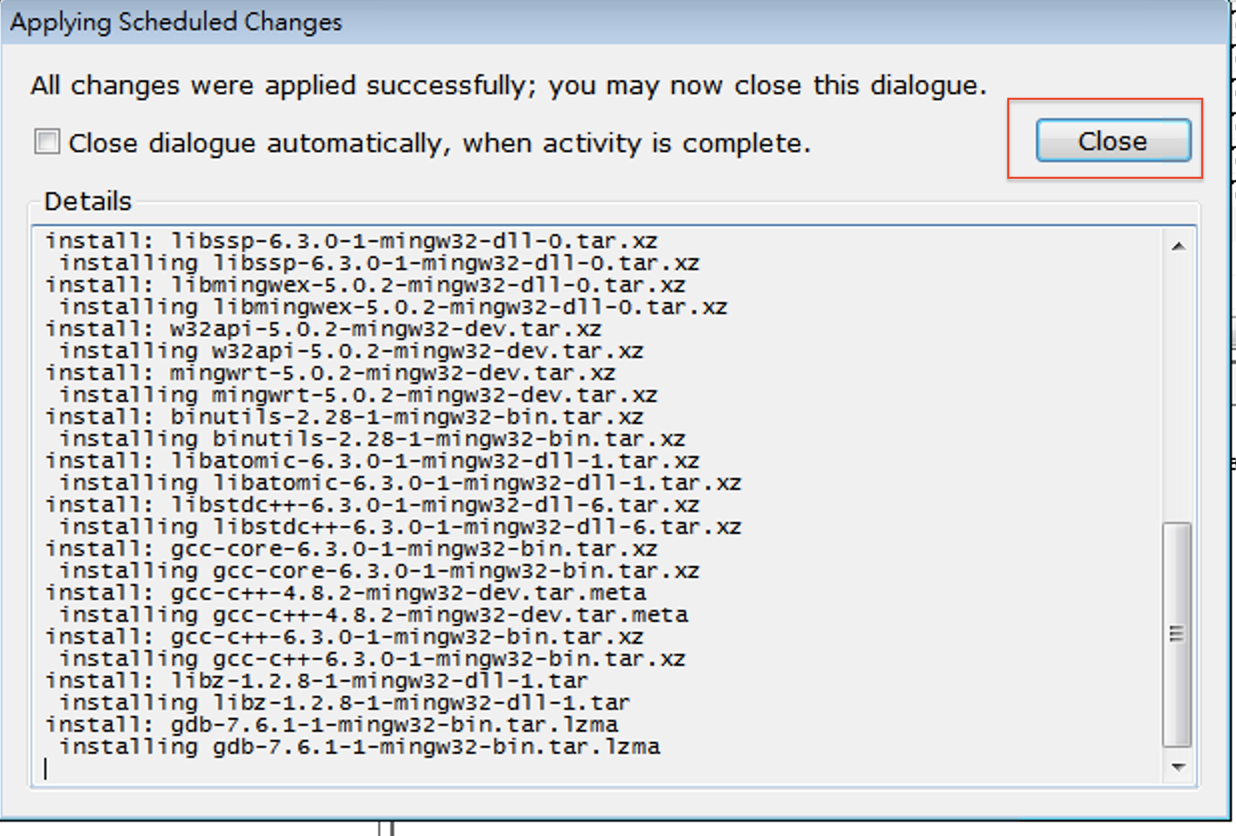 Applying Scheduled Changes
All changes were applied successfully; you may now close this dialogue.
Close dialogue automatically, when activity is complete.
Close
Details
install: libssp-6.3.0-1-mingw32-dll-0.tar.xz
installing libssp-6.3.0-1-mingw32-dll-0.tar.xz
install: libmingwex-5.0.2-mingw32-dll-0.tar.xz
installing libmingwex-5.0.2-mingw32-dll-0.tar.xz
install: w32api-5.0.2-mingw32-dev.tar.xz
installing w32api-5.0.2-mingw32-dev.tar.xz
install: mingwrt-5.0.2-mingw32-dev.tar.xz
installing mingwrt-5.0.2-mingw32-dev.tar.xz
install: binutils-2.28-1-mingw32-bin.tar.xz
installing binutils-2.28-1-mingw32-bin.tar.xz
install: libatomic-6.3.0-1-mingw32-dll-1.tar.xz
installing libatomic-6.3.0-1-mingw32-dll-1.tar.xz
install: libstdc++-6.3.0-1-mingw32-dll-6.tar.xz
installing libstdc++-6.3.0-1-mingw32-dll-6.tar.xz
install: gcc-core-6.3.0-1-mingw32-bin.tar.xz
installing gcc-core-6.3.0-1-mingw32-bin.tar.xz
install: gcc-c++-4.8.2-mingw32-dev.tar.meta
installing gcc-c++-4.8.2-mingw32-dev.tar.meta
install: gcc-c++-6.3.0-1-mingw32-bin.tar.xz
installing gcc-c++-6.3.0-1-mingw32-bin.tar.xz
install: libz-1.2.8-1-mingw32-dll-1.tar
installing libz-1.2.8-1-mingw32-dll-1.tar
install: gdb-7.6.1-1-mingw32-bin.tar.lzma
installing gdb-7.6.1-1-mingw32-bin.tar.lzma